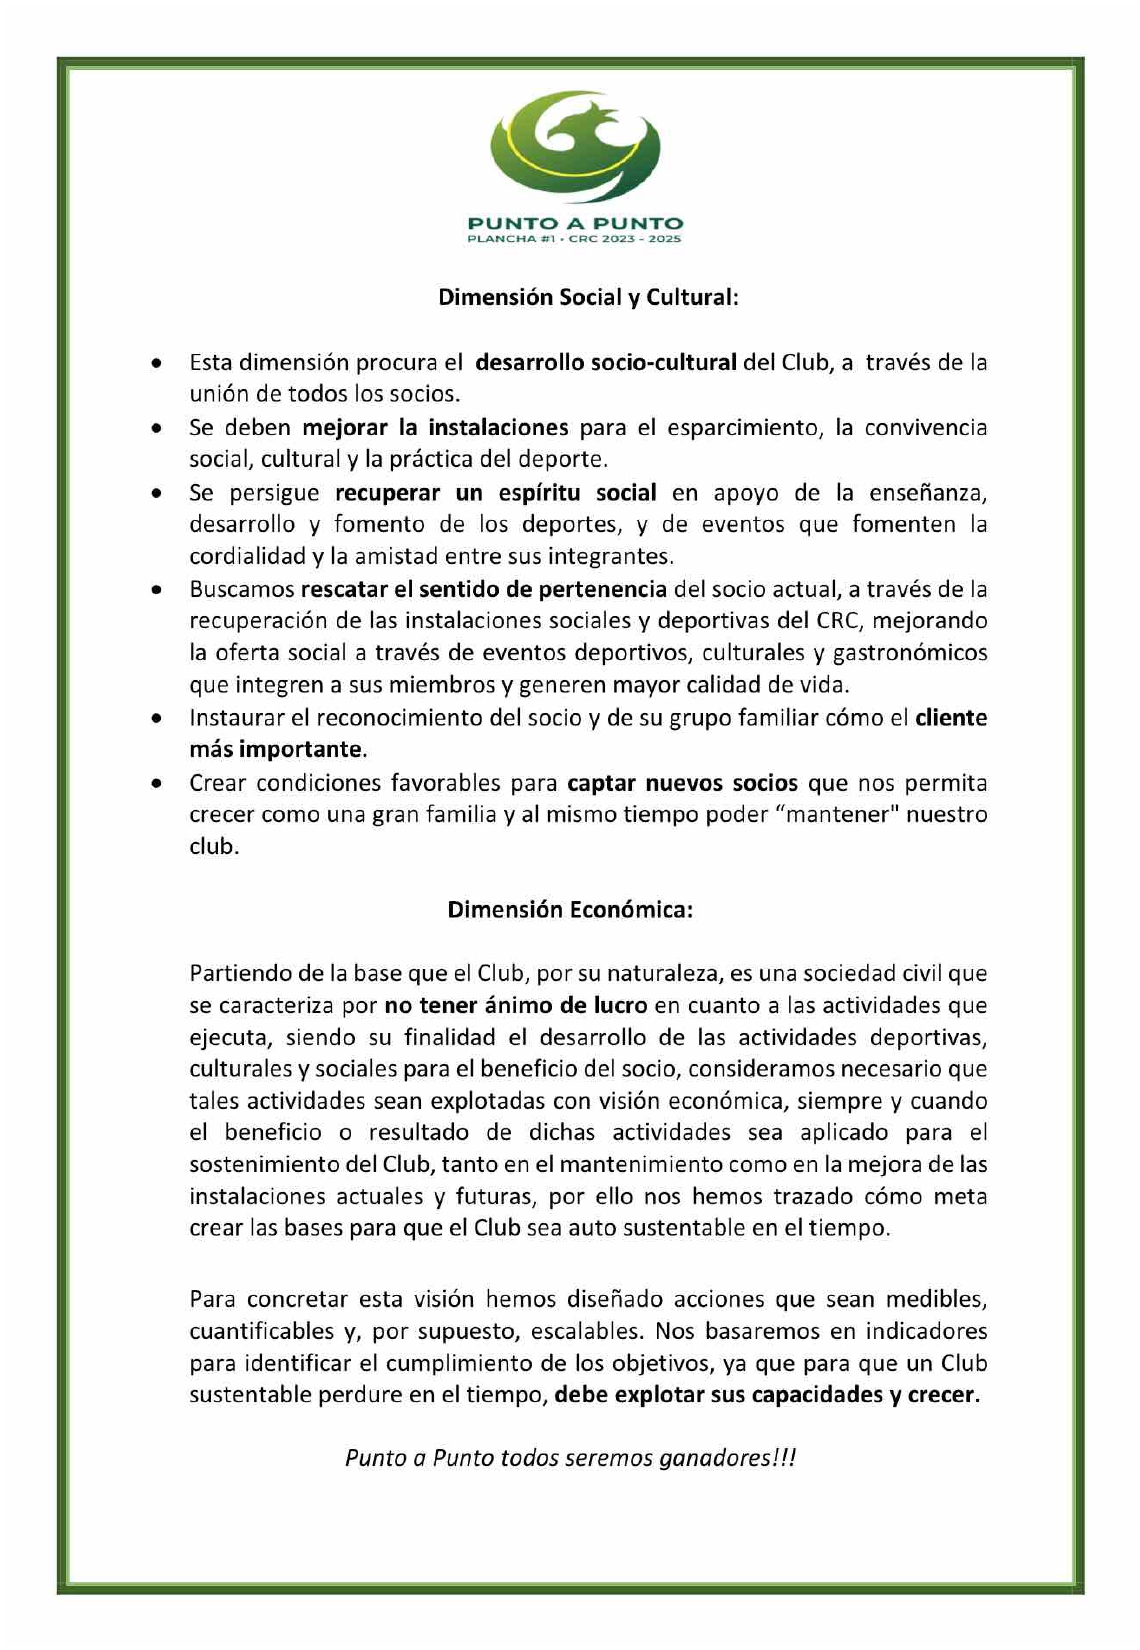 PUNTO A PUNTO
PLANCHA #1 • CRC 2023 - 2025
Dimensión Social y Cultural:
• Esta dimensión procura el desarrollo socio-cultural del Club, a través de la
unión de todos los socios.
• Se deben mejorar la instalaciones para el esparcimiento, la convivencia
social, cultural y la práctica del deporte.
• Se persigue recuperar un espíritu social en apoyo de la enseñanza,
desarrollo y fomento de los deportes, y de eventos que fomenten la
cordialidad y la amistad entre sus integrantes.
• Buscamos rescatar el sentido de pertenencia del socio actual, a través de la
recuperación de las instalaciones sociales y deportivas del CRC, mejorando
la oferta social a través de eventos deportivos, culturales y gastronómicos
que integren a sus miembros y generen mayor calidad de vida.
• Instaurar el reconocimiento del socio y de su grupo familiar cómo el cliente
más importante.
• Crear condiciones favorables para captar nuevos socios que nos permita
crecer como una gran familia y al mismo tiempo poder “mantener" nuestro
club.
Dimensión Económica:
Partiendo de la base que el Club, por su naturaleza, es una sociedad civil que
se caracteriza por no tener ánimo de lucro en cuanto a las actividades que
ejecuta, siendo su finalidad el desarrollo de las actividades deportivas,
culturales y sociales para el beneficio del socio, consideramos necesario que
tales actividades sean explotadas con visión económica, siempre y cuando
el beneficio o resultado de dichas actividades sea aplicado para el
sostenimiento del Club, tanto en el mantenimiento como en la mejora de las
instalaciones actuales y futuras, por ello nos hemos trazado cómo meta
crear las bases para que el Club sea auto sustentable en el tiempo.
Para concretar esta visión hemos diseñado acciones que sean medibles,
cuantificables y, por supuesto, escalables. Nos basaremos en indicadores
para identificar el cumplimiento de los objetivos, ya que para que un Club
sustentable perdure en el tiempo, debe explotar sus capacidades y crecer.
Punto a Punto todos seremos ganadores!!!